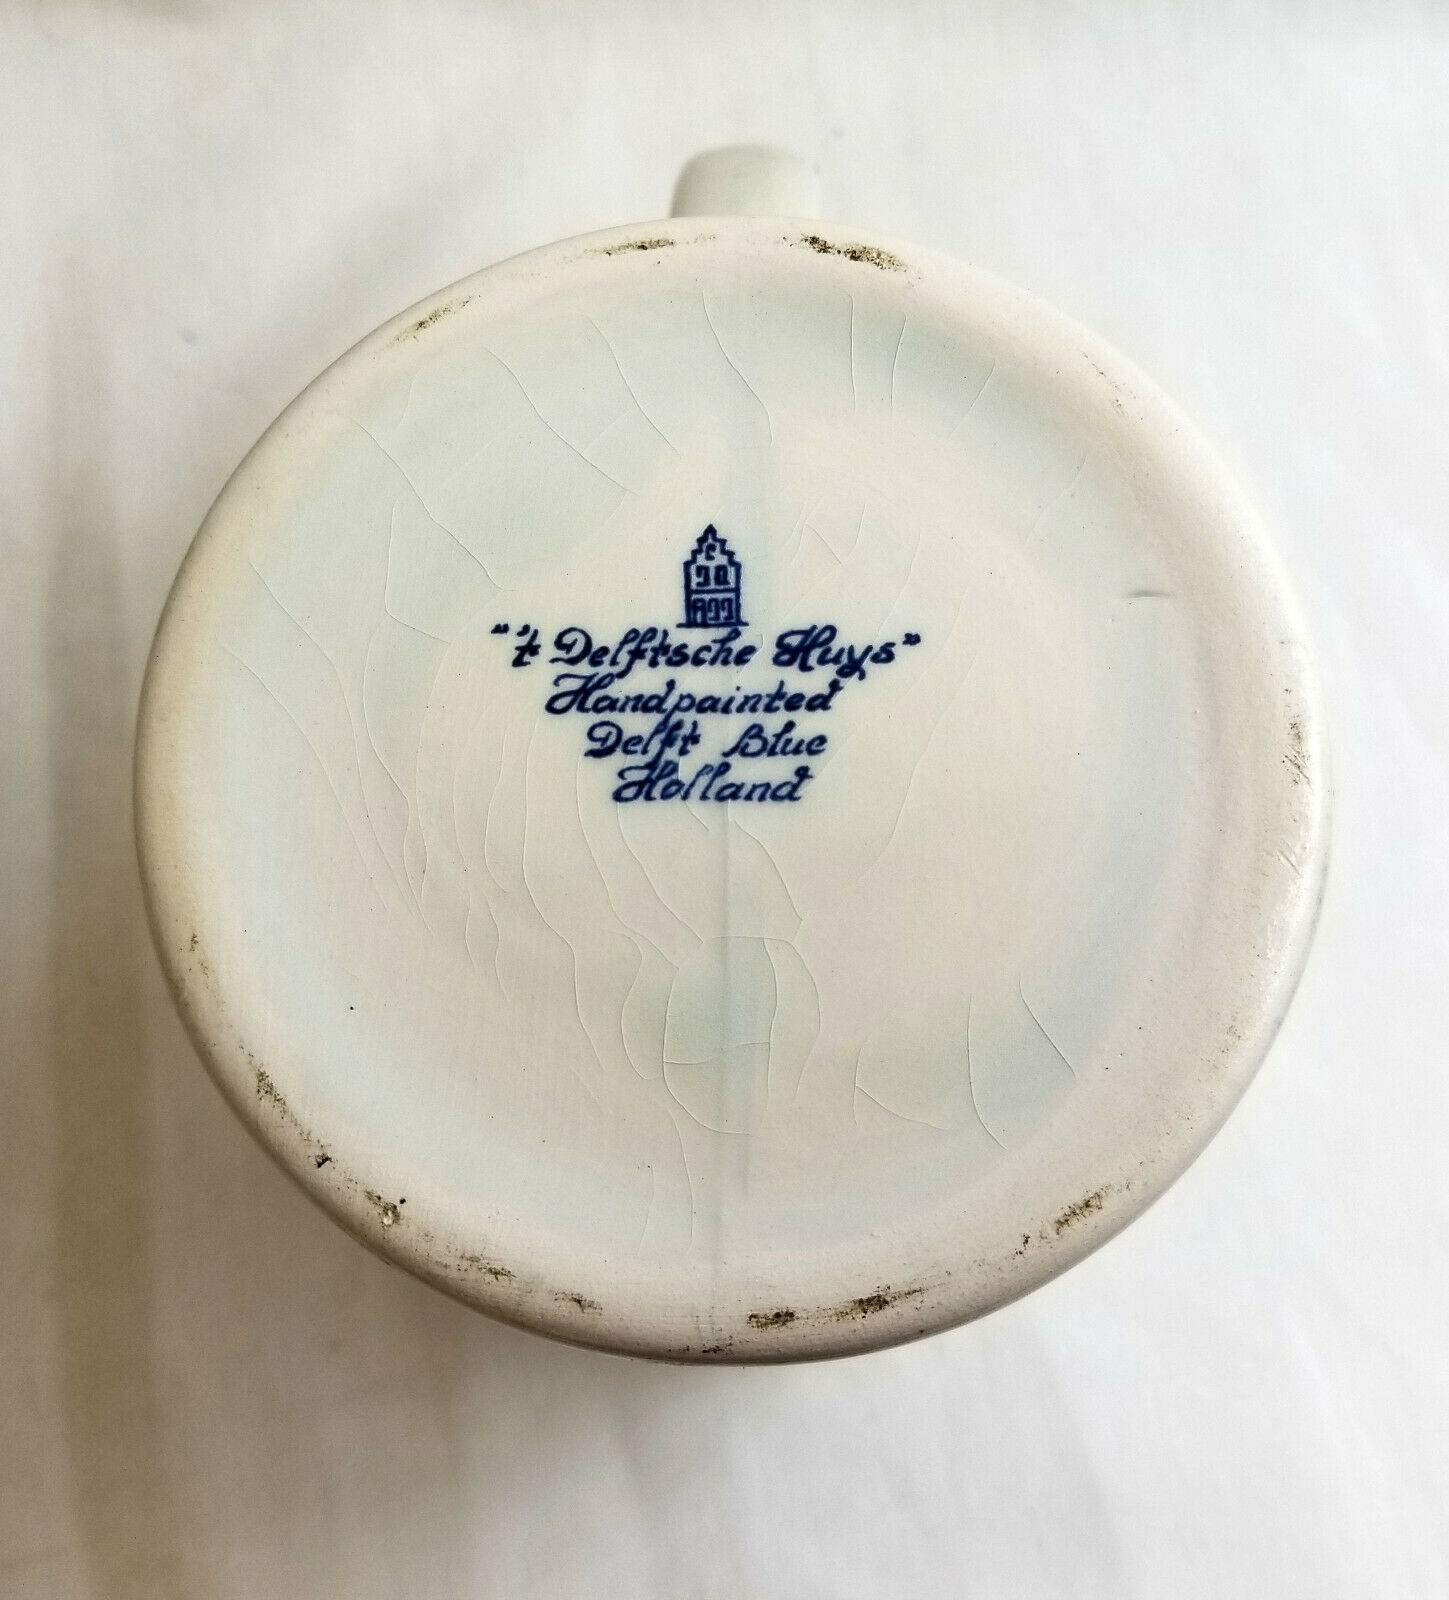 "'t Delftsche Huys"
Handpainted
Delft Blue
Holland